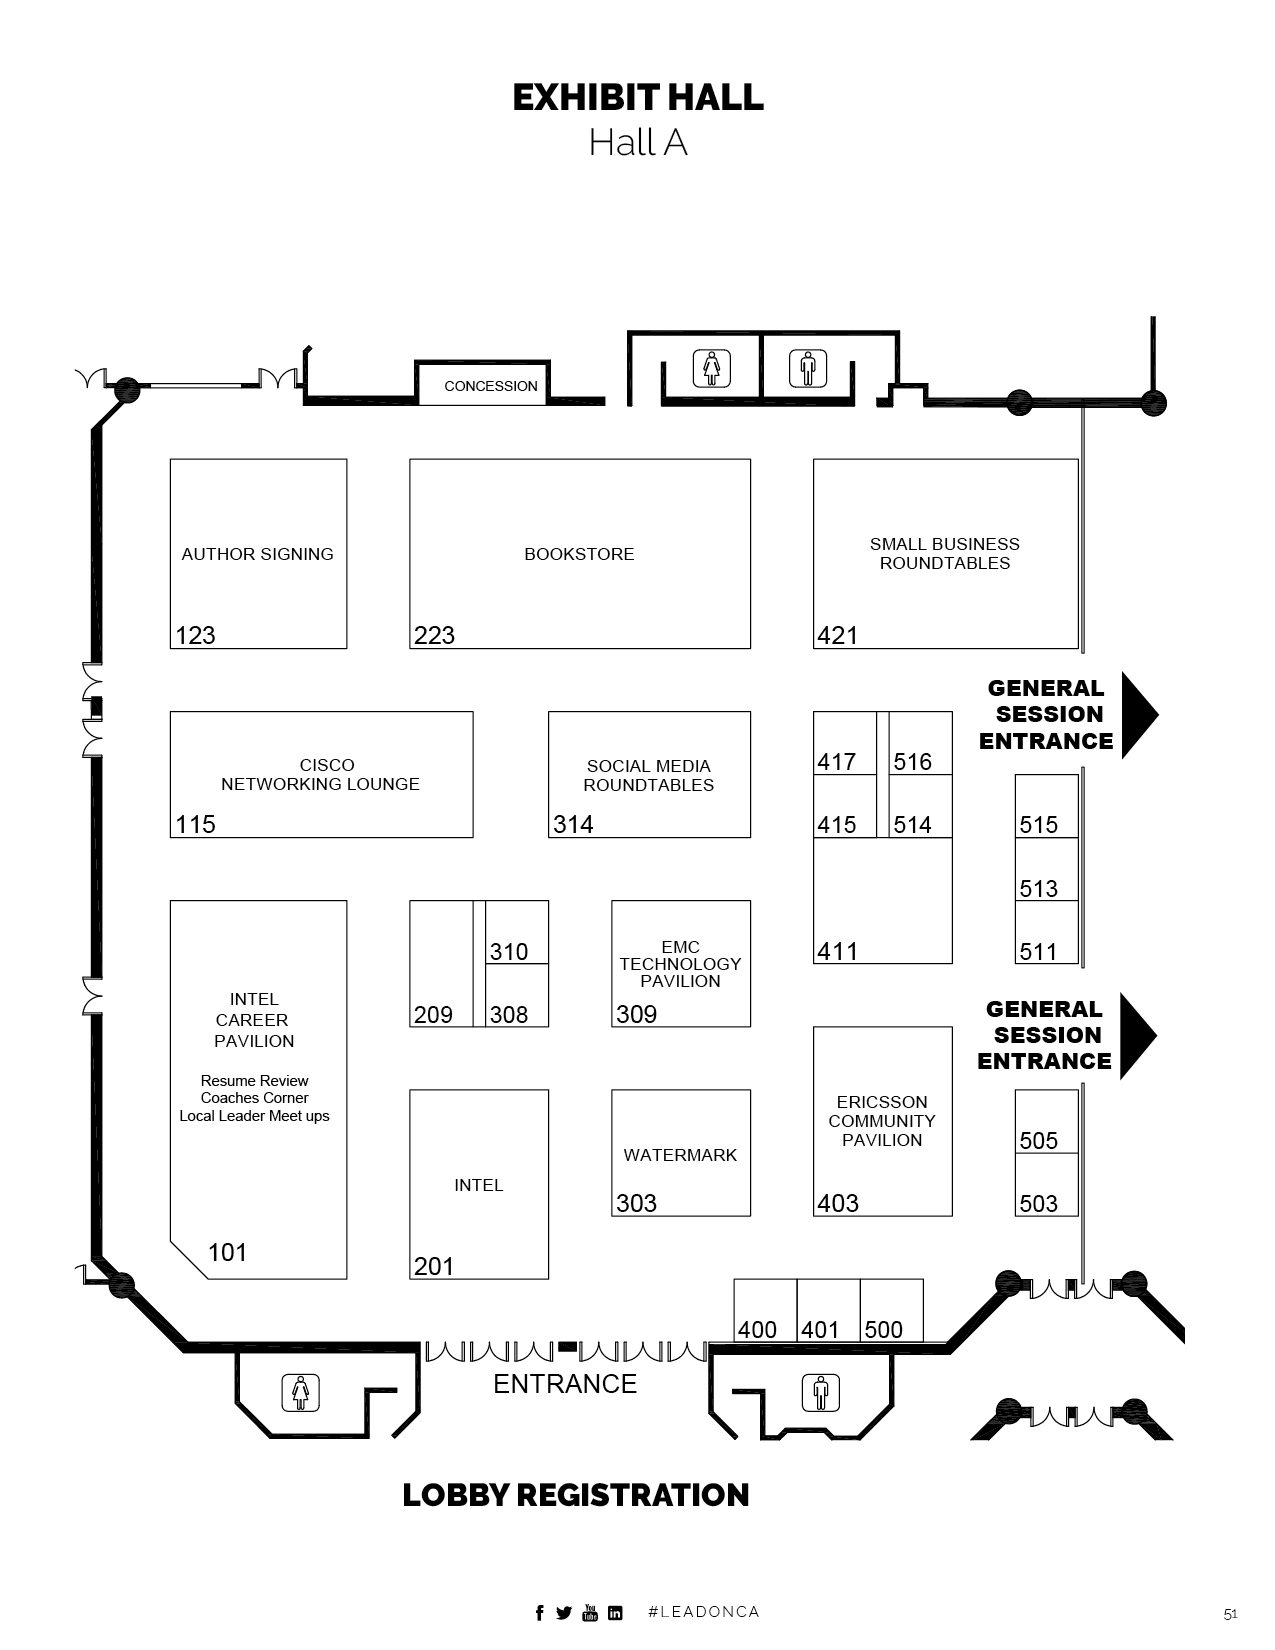 EXHIBIT HALL
Hall A
CONCESSION
AUTHOR SIGNING
123
BOOKSTORE
223
SMALL BUSINESS
ROUNDTABLES
421
GENERAL
SESSION
ENTRANCE
CISCO
NETWORKING LOUNGE
115
SOCIAL MEDIA
ROUNDTABLES
314
417
516
415
514
411
515
513
511
INTEL
CAREER
PAVILION
Resume Review
Coaches Corner
Local Leader Meet ups
101
209
310
308
EMC
TECHNOLOGY
PAVILION
309
GENERAL
SESSION
ENTRANCE
INTEL
201
WATERMARK
303
ERICSSON
COMMUNITY
PAVILION
403
505
503
400
401
500
ENTRANCE
LOBBY REGISTRATION
f You Tube in #LEADONCA
51